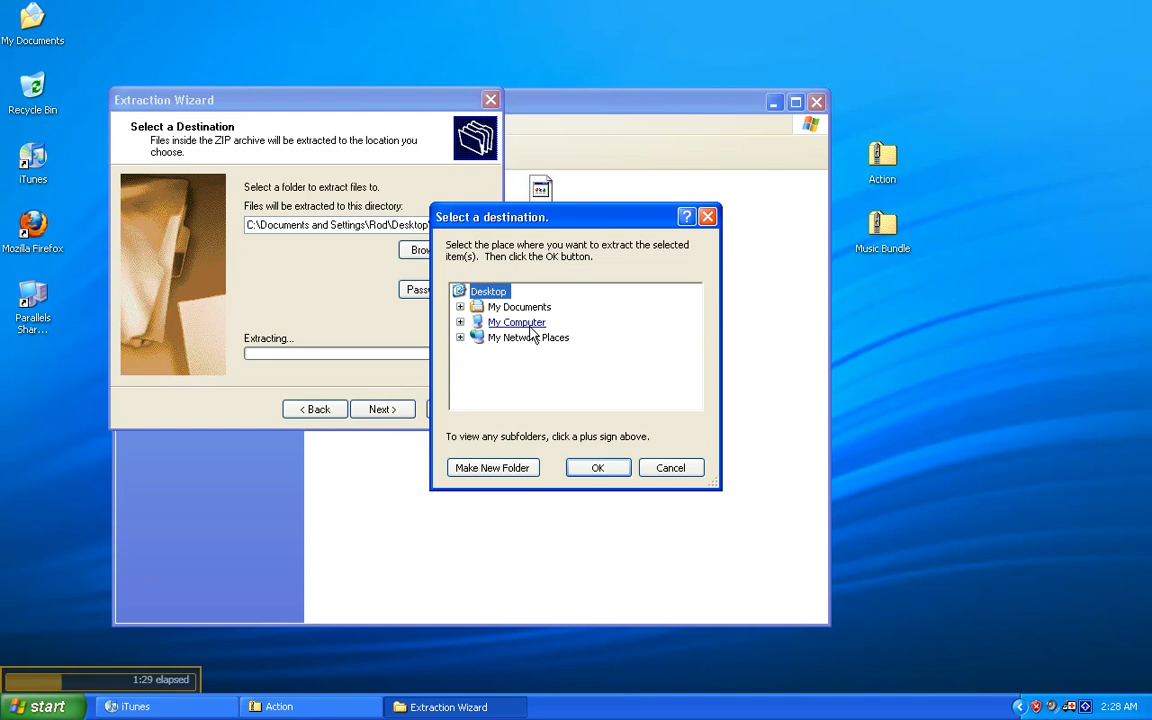 My Documents
Recycle Bin
iTunes
Mozilla Firefox
Parallels
Shar...
Extraction Wizard
Select a Destination
Files inside the ZIP archive will be extracted to the location you
choose.
Select a folder to extract files to.
Files will be extracted to this directory:
C:\Documents and Settings\Rod\Desktop\
Brow
Pass
Extracting...
< Back
Next >
Select a destination.
Select the place where you want to extract the selected
item(s). Then click the OK button.
Desktop
My Documents
My Computer
My Network Places
To view any subfolders, click a plus sign above.
Make New Folder
OK
Cancel
Action
Music Bundle
1:29 elapsed
start
iTunes
Action
Extraction Wizard
2:28 AM